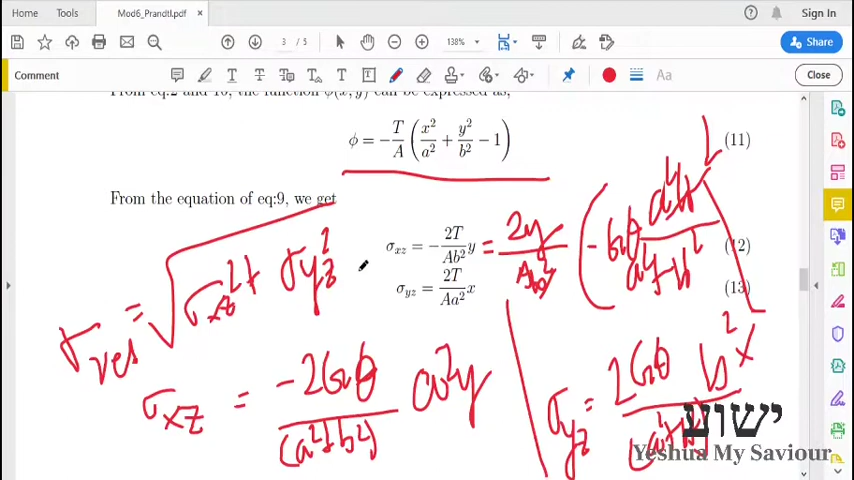 Home Tools Mod6_Prandtl.pdf × Sign In
3 / 5 138% Share
Comment Aa Close
From eq.2 and 10, the function ϕ(x, y) can be expressed as,
ϕ = −T/A (x²/a² + y²/b² − 1) (11)
From the equation of eq:9, we get
σxz = −2T/(Ab²) y = (12)
σyz = 2T/(Aa²) x (13)
σres = √(σxz² + σyz²)
σxz = −2Gθ/(a²+b²) a²y
σyz = 2Gθ b²x/(a²+b²)
ישוע
Yeshua My Saviour